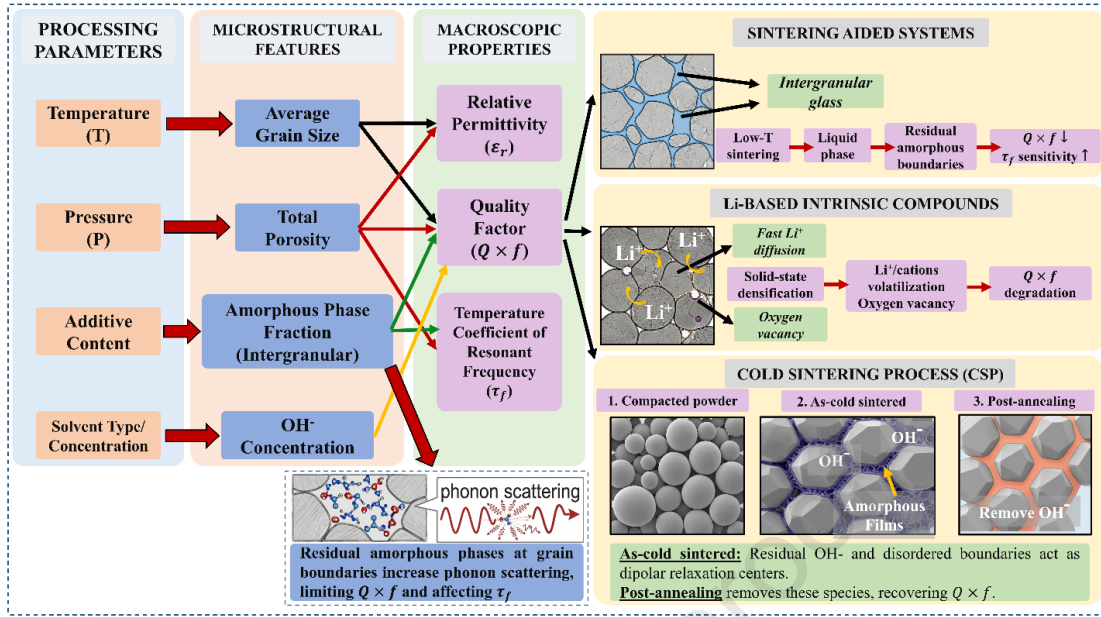 PROCESSING
PARAMETERS
Temperature
(T)
Pressure
(P)
Additive
Content
Solvent Type/
Concentration
MICROSTRUCTURAL
FEATURES
Average
Grain Size
Total
Porosity
Amorphous Phase
Fraction
(Intergranular)
OH-
Concentration
MACROSCOPIC
PROPERTIES
Relative
Permittivity
(εr)
Quality
Factor
(Q × f)
Temperature
Coefficient of
Resonant
Frequency
(τf)
phonon scattering
Residual amorphous phases at grain
boundaries increase phonon scattering,
limiting Q × f and affecting τf
SINTERING AIDED SYSTEMS
Intergranular
glass
Low-T
sintering
Liquid
phase
Residual
amorphous
boundaries
Q × f ↓
τf sensitivity ↑
Li-BASED INTRINSIC COMPOUNDS
Li+
Li+
Li+
Fast Li+
diffusion
Solid-state
densification
Oxygen
vacancy
Li+/cations
volatilization
Oxygen vacancy
Q × f
degradation
COLD SINTERING PROCESS (CSP)
1. Compacted powder
2. As-cold sintered
OH−
OH−
Amorphous
Films
3. Post-annealing
Remove OH−
As-cold sintered: Residual OH- and disordered boundaries act as
dipolar relaxation centers.
Post-annealing removes these species, recovering Q × f.